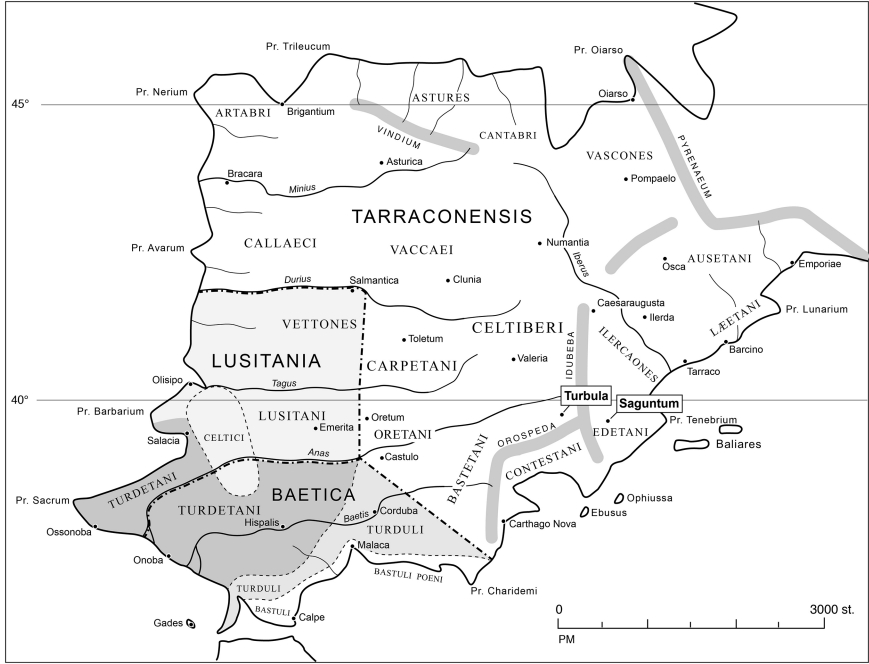 Pr. Trileucum
Pr. Oiarso
Pr. Nerium
Oiarso
45°
ARTABRI
Brigantium
ASTURES
VINDIUM
CANTABRI
PYRENAEUM
VASCONES
Asturica
Bracara
Pompaelo
Minius
TARRACONENSIS
CALLAECI
VACCAEI
Numantia
Pr. Avarum
Iberus
Osca
AUSETANI
Emporiae
Durius
Salmantica
Clunia
Caesaraugusta
Ilerda
Pr. Lunarium
VETTONES
Toletum
CELTIBERI
IDUBEBA
ILERCAONES
LÆETANI
LUSITANIA
CARPETANI
Valeria
Barcino
Tarraco
Olisipo
Tagus
Turbula
Saguntum
40°
Pr. Barbarium
LUSITANI
Emerita
Oretum
ORETANI
Pr. Tenebrium
EDETANI
Baliares
Salacia
CELTICI
OROSPEDA
Anas
Castulo
BASTETANI
CONTESTANI
TURDETANI
BAETICA
Pr. Sacrum
TURDETANI
Baetis
Corduba
Ophiussa
Ebusus
Hispalis
TURDULI
Carthago Nova
Ossonoba
Onoba
Malaca
BASTULI POENI
Pr. Charidemi
TURDULI
BASTULI
Calpe
Gades
0
3000 st.
PM